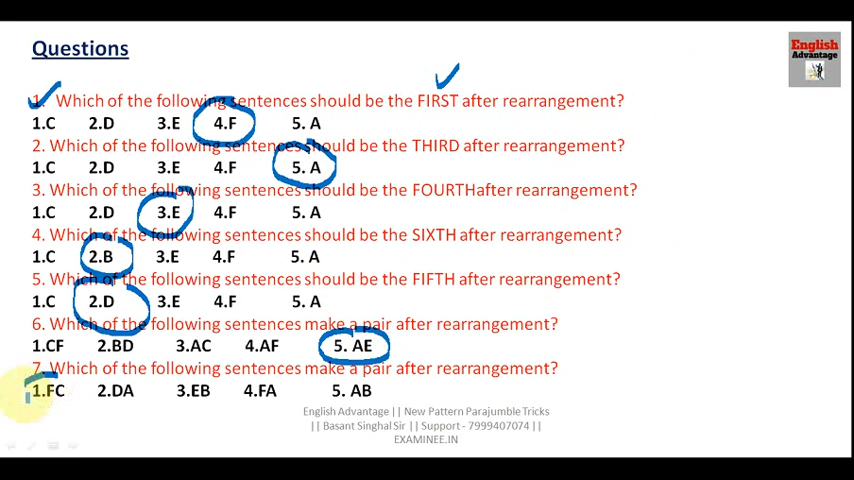 Questions
English
Advantage
1. Which of the following sentences should be the FIRST after rearrangement?
1.C 2.D 3.E 4.F 5. A
2. Which of the following sentences should be the THIRD after rearrangement?
1.C 2.D 3.E 4.F 5. A
3. Which of the following sentences should be the FOURTHafter rearrangement?
1.C 2.D 3.E 4.F 5. A
4. Which of the following sentences should be the SIXTH after rearrangement?
1.C 2.B 3.E 4.F 5. A
5. Which of the following sentences should be the FIFTH after rearrangement?
1.C 2.D 3.E 4.F 5. A
6. Which of the following sentences make a pair after rearrangement?
1.CF 2.BD 3.AC 4.AF 5. AE
7. Which of the following sentences make a pair after rearrangement?
1.FC 2.DA 3.EB 4.FA 5. AB
English Advantage || New Pattern Parajumble Tricks
|| Basant Singhal Sir || Support - 7999407074 ||
EXAMINEE.IN